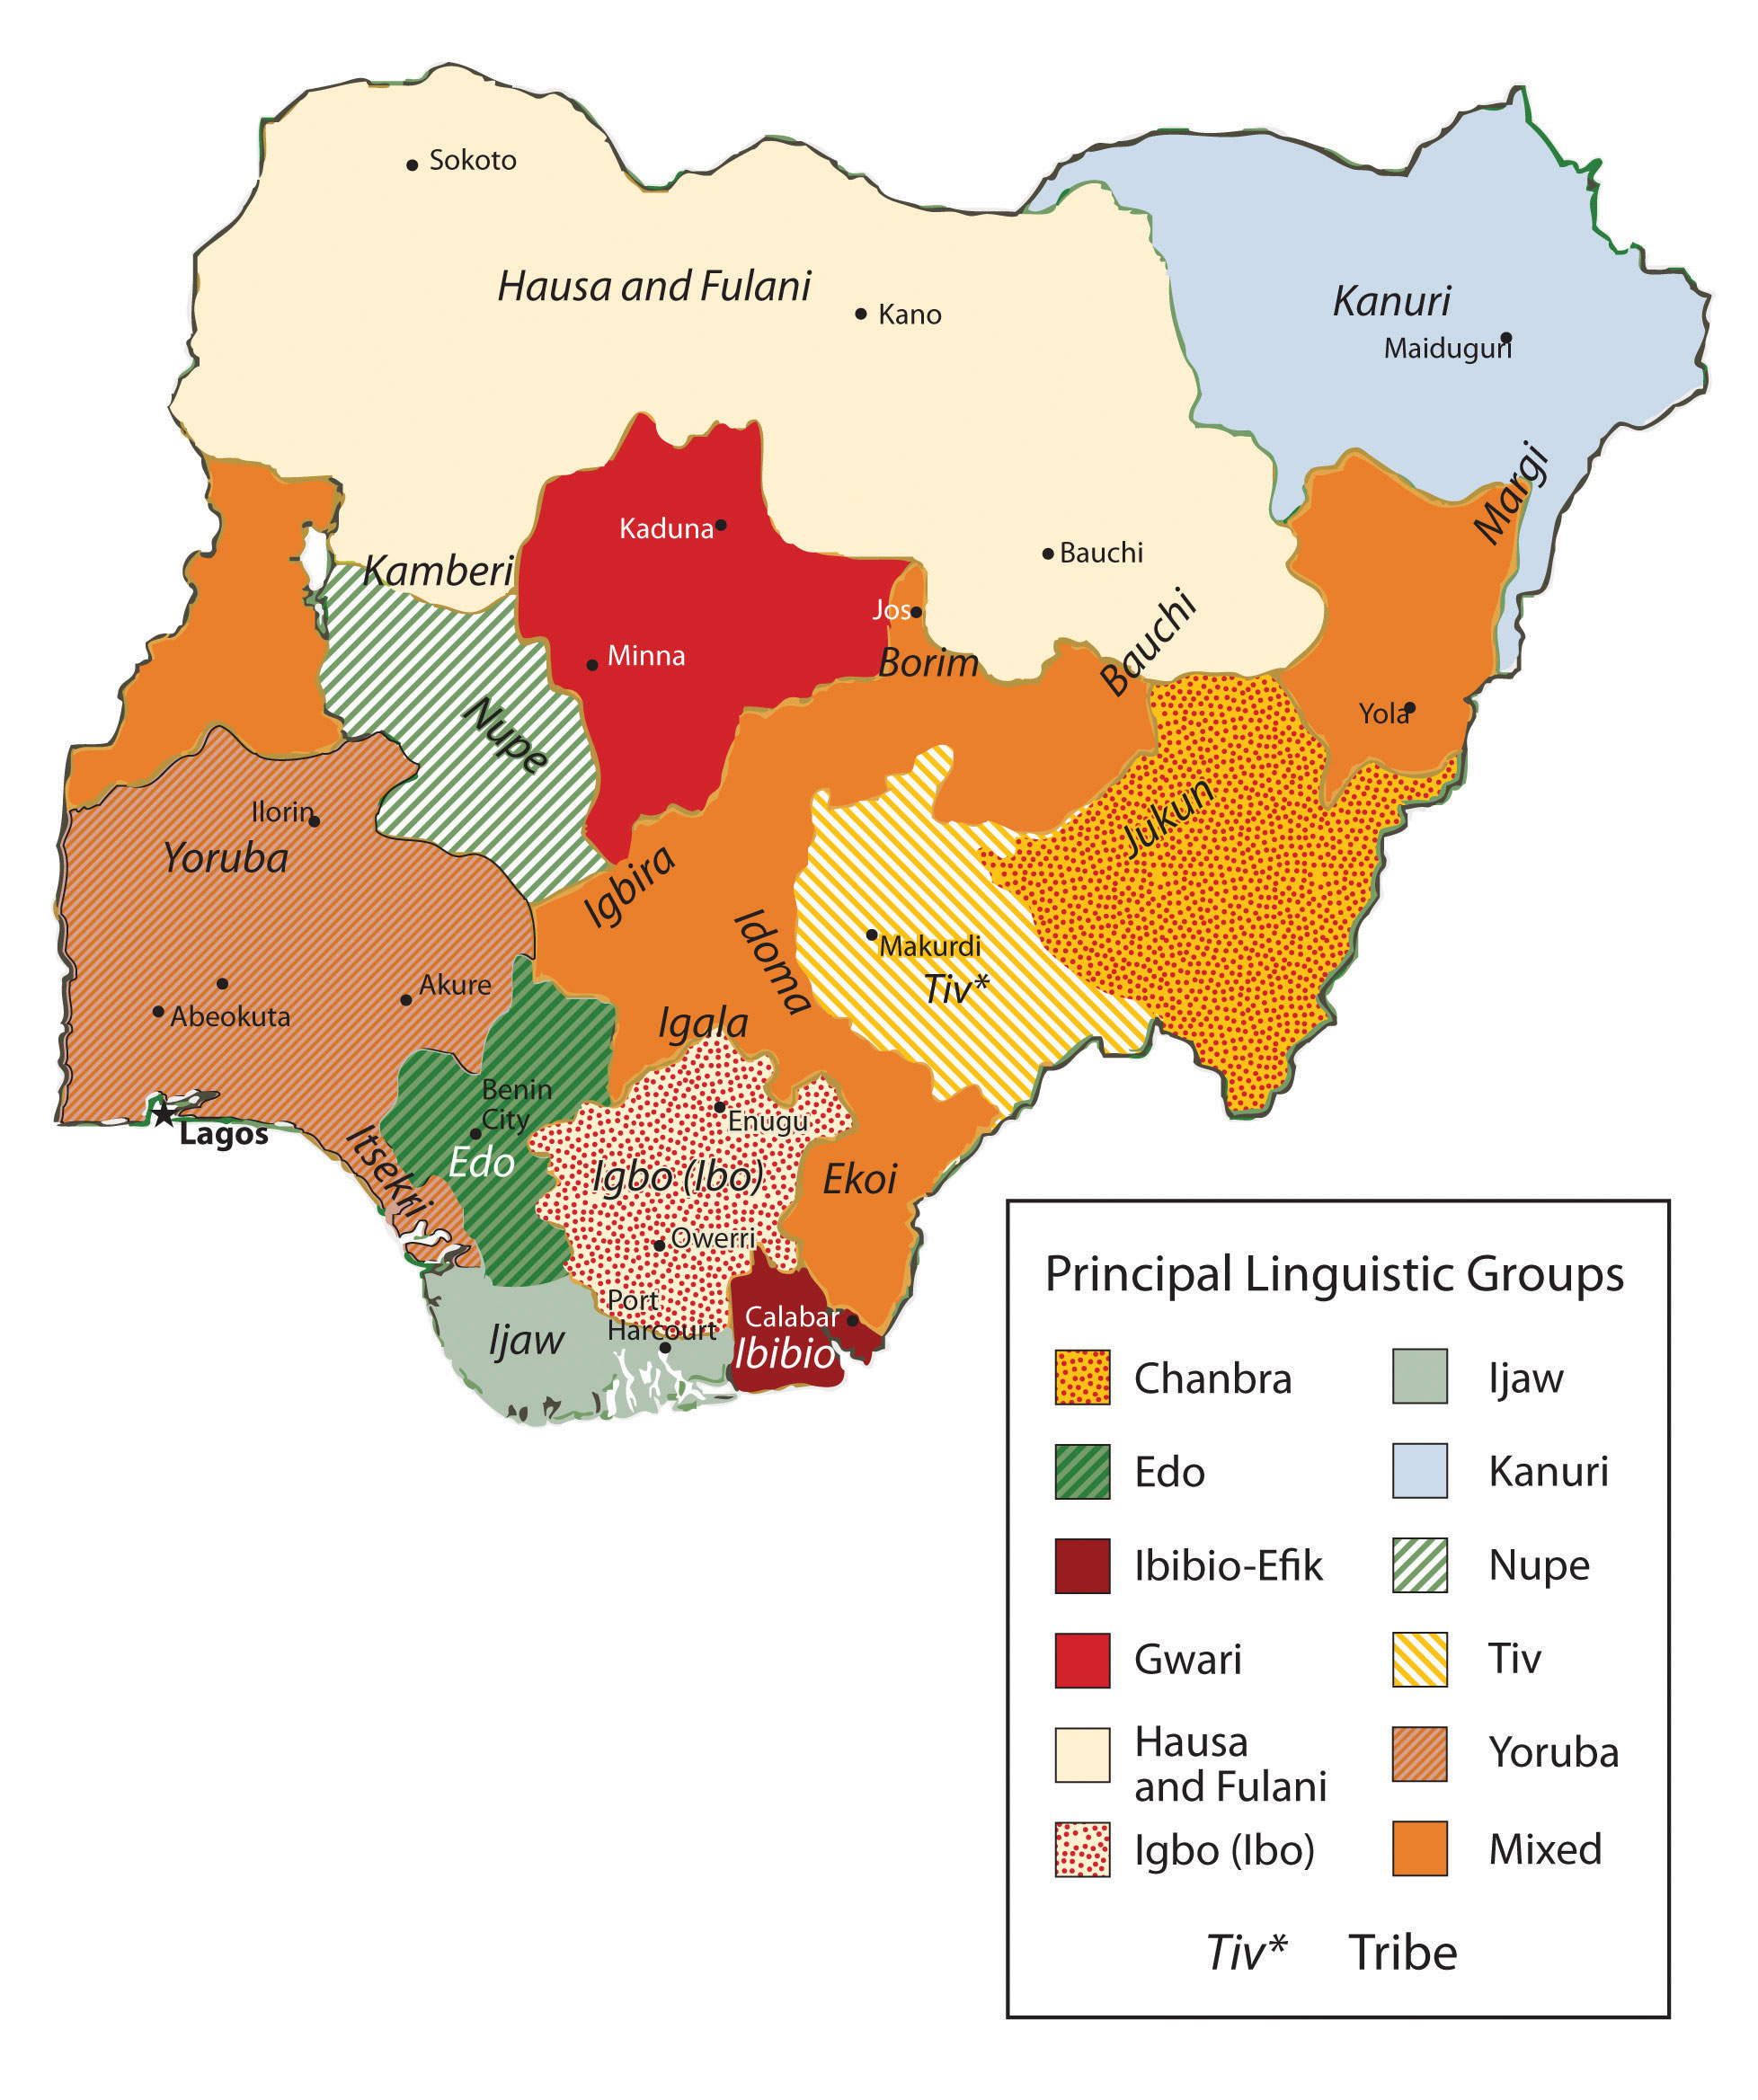 Sokoto
Hausa and Fulani
Kano
Kanuri
Maiduguri
Margi
Kaduna
Kamberi
Bauchi
Jos
Bauchi
Minna
Borim
Nupe
Yola
Ilorin
Yoruba
Jukun
Igbira
Idoma
Makurdi
Tiv*
Akure
Abeokuta
Igala
Benin
City
Lagos
Enugu
Itsekri
Edo
Igbo (Ibo)
Ekoi
Owerri
Port
Harcourt
Calabar
Ijaw
Ibibio
Principal Linguistic Groups
Chanbra
Edo
Ibibio-Efik
Gwari
Hausa
and Fulani
Igbo (Ibo)
Ijaw
Kanuri
Nupe
Tiv
Yoruba
Mixed
Tiv* Tribe